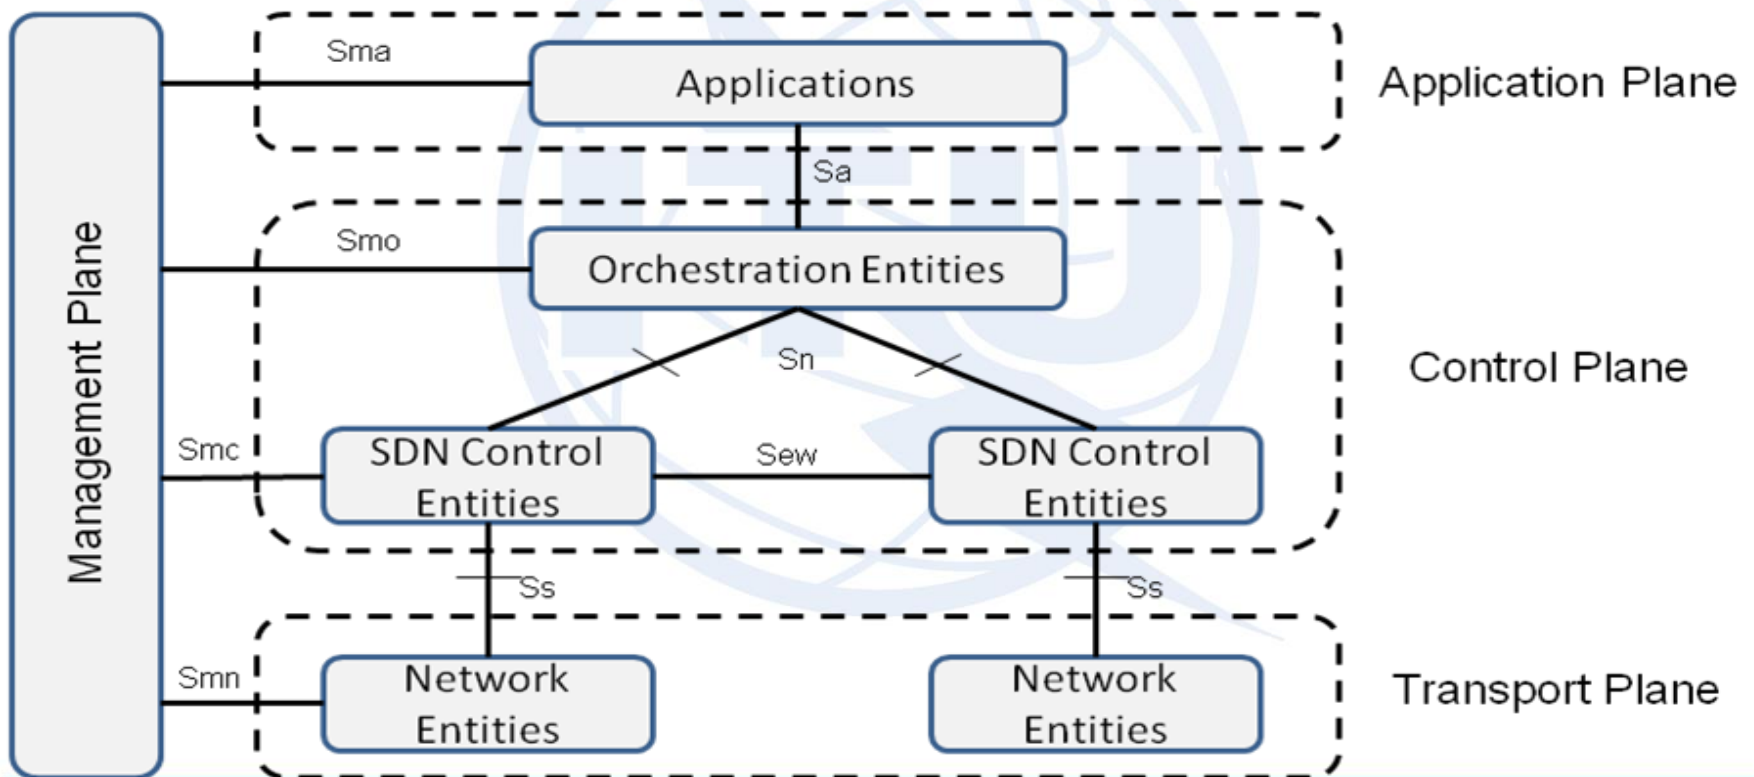 Sma
Applications
Application Plane
Sa
Management Plane
Smo
Orchestration Entities
Sn
Control Plane
Smc
SDN Control
Entities
Sew
SDN Control
Entities
Ss
Ss
Smn
Network
Entities
Network
Entities
Transport Plane
ITU